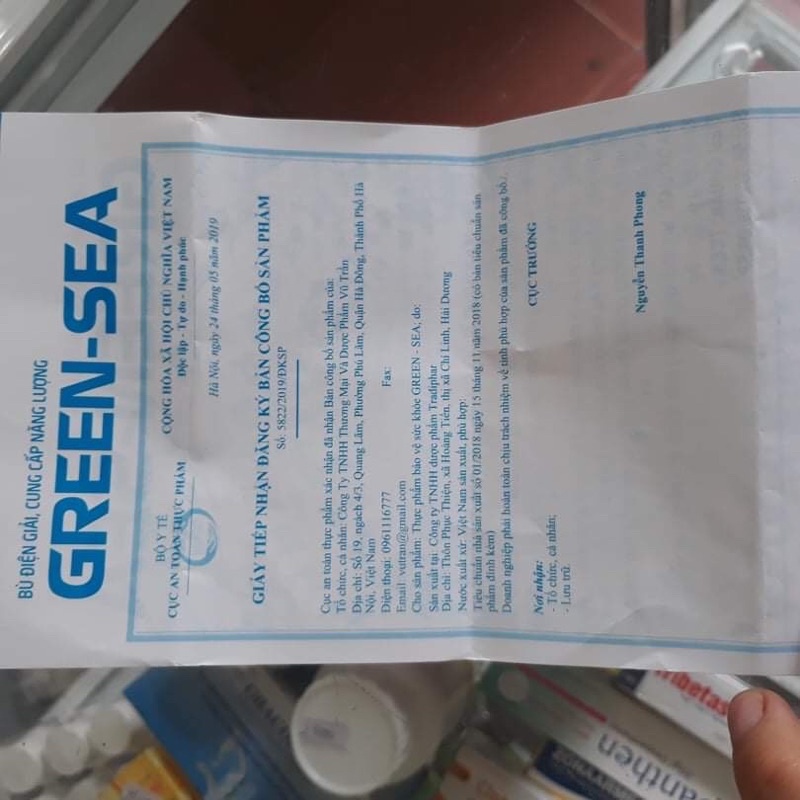 BÙ ĐIỆN GIẢI, CUNG CẤP NĂNG LƯỢNG
GREEN-SEA
BỘ Y TẾ
CỤC AN TOÀN THỰC PHẨM
CỘNG HÒA XÃ HỘI CHỦ NGHĨA VIỆT NAM
Độc lập - Tự do - Hạnh phúc
Hà Nội, ngày 24 tháng 05 năm 2019
GIẤY TIẾP NHẬN ĐĂNG KÝ BẢN CÔNG BỐ SẢN PHẨM
Số: 5822/2019/ĐKSP
Cục an toàn thực phẩm xác nhận đã nhận Bản công bố sản phẩm của:
Tổ chức, cá nhân: Công Ty TNHH Thương Mại Và Dược Phẩm Vũ Trần
Địa chỉ: Số 19, ngách 4/3, Quang Lãm, Phường Phú Lãm, Quận Hà Đông, Thành Phố Hà
Nội, Việt Nam
Điện thoại: 0961116777 Fax:
Email: vutran@gmail.com
Cho sản phẩm: Thực phẩm bảo vệ sức khỏe GREEN - SEA, do:
Sản xuất tại: Công ty TNHH dược phẩm Tradiphar
Địa chỉ: Thôn Phục Thiện, xã Hoàng Tiến, thị xã Chí Linh, Hải Dương
Nước xuất xứ: Việt Nam sản xuất, phù hợp:
Tiêu chuẩn nhà sản xuất số 01/2018 ngày 15 tháng 11 năm 2018 (có bản tiêu chuẩn sản
phẩm đính kèm)
Doanh nghiệp phải hoàn toàn chịu trách nhiệm về tính phù hợp của sản phẩm đã công bố./.
Nơi nhận:
- Tổ chức, cá nhân;
- Lưu trữ.
CỤC TRƯỞNG
Nguyễn Thanh Phong
anthen